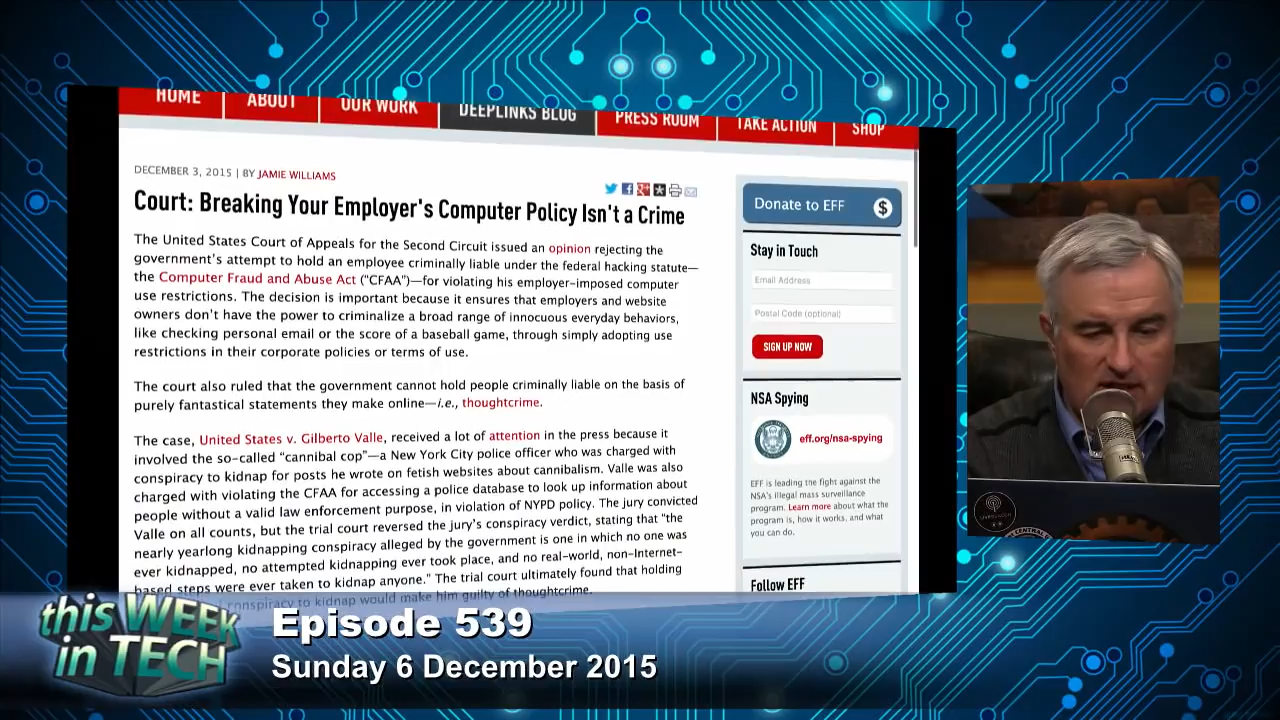 HOME ABOUT OUR WORK DEEPLINKS BLOG PRESS ROOM TAKE ACTION SHOP
DECEMBER 3, 2015 | BY JAMIE WILLIAMS
Court: Breaking Your Employer's Computer Policy Isn't a Crime
The United States Court of Appeals for the Second Circuit issued an opinion rejecting the
government's attempt to hold an employee criminally liable under the federal hacking statute—
the Computer Fraud and Abuse Act ("CFAA")—for violating his employer-imposed computer
use restrictions. The decision is important because it ensures that employers and website
owners don't have the power to criminalize a broad range of innocuous everyday behaviors,
like checking personal email or the score of a baseball game, through simply adopting use
restrictions in their corporate policies or terms of use.
The court also ruled that the government cannot hold people criminally liable on the basis of
purely fantastical statements they make online—i.e., thoughtcrime.
The case, United States v. Gilberto Valle, received a lot of attention in the press because it
involved the so-called "cannibal cop"—a New York City police officer who was charged with
conspiracy to kidnap for posts he wrote on fetish websites about cannibalism. Valle was also
charged with violating the CFAA for accessing a police database to look up information about
people without a valid law enforcement purpose, in violation of NYPD policy. The jury convicted
Valle on all counts, but the trial court reversed the jury's conspiracy verdict, stating that "the
nearly yearlong kidnapping conspiracy alleged by the government is one in which no one was
ever kidnapped, no attempted kidnapping ever took place, and no real-world, non-Internet-
based steps were ever taken to kidnap anyone." The trial court ultimately found that holding
conspiracy to kidnap would make him guilty of thoughtcrime.
Donate to EFF $
Stay in Touch
Email Address
Postal Code (optional)
SIGN UP NOW
NSA Spying
eff.org/nsa-spying
EFF is leading the fight against the
NSA's illegal mass surveillance
program. Learn more about what the
program is, how it works, and what
you can do.
Follow EFF
this WEEK
in TECH
Episode 539
Sunday 6 December 2015